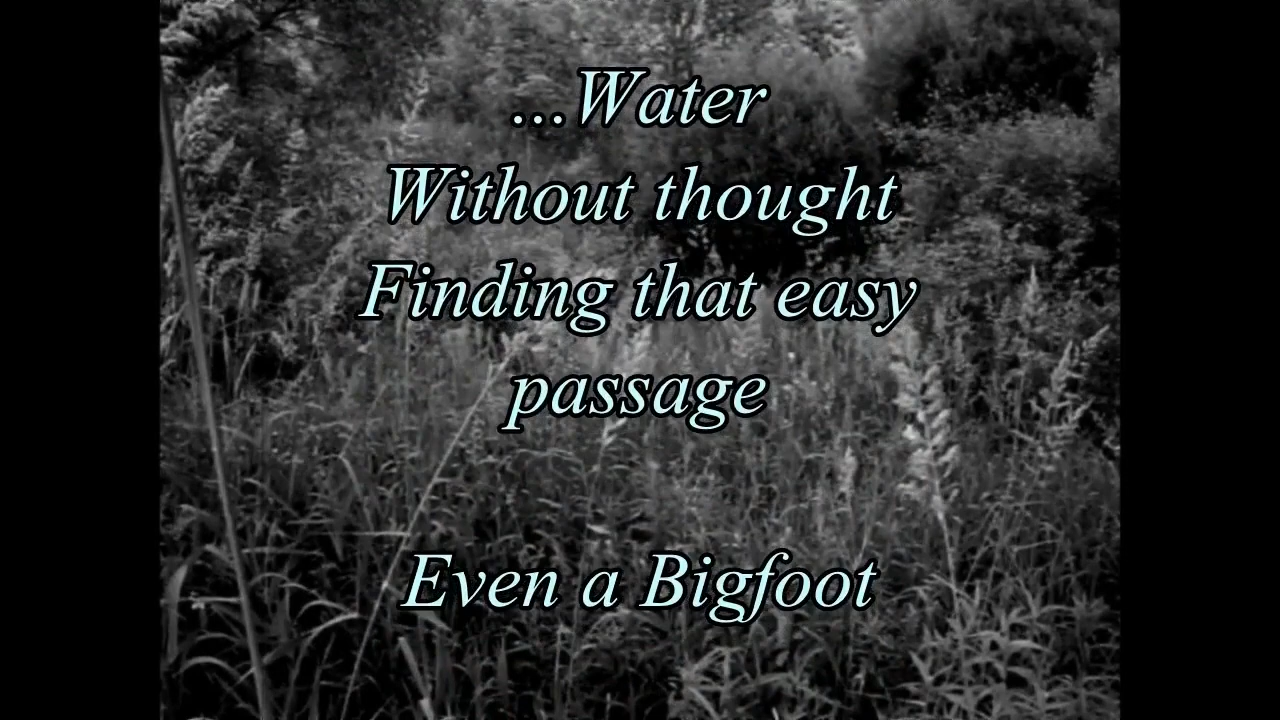 ...Water
Without thought
Finding that easy
passage
Even a Bigfoot